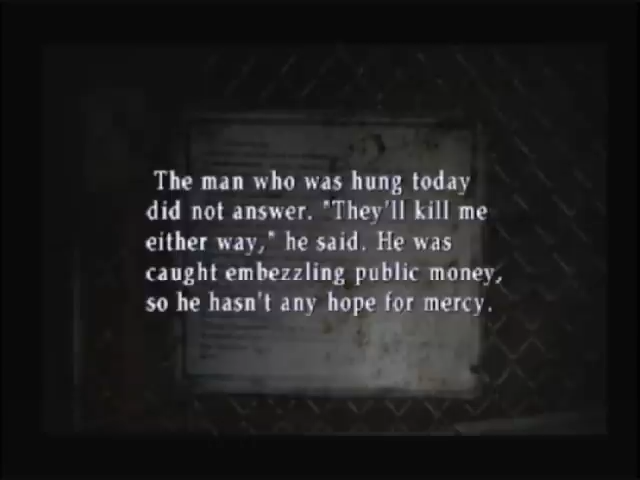 The man who was hung today
did not answer. "They'll kill me
either way," he said. He was
caught embezzling public money,
so he hasn't any hope for mercy.